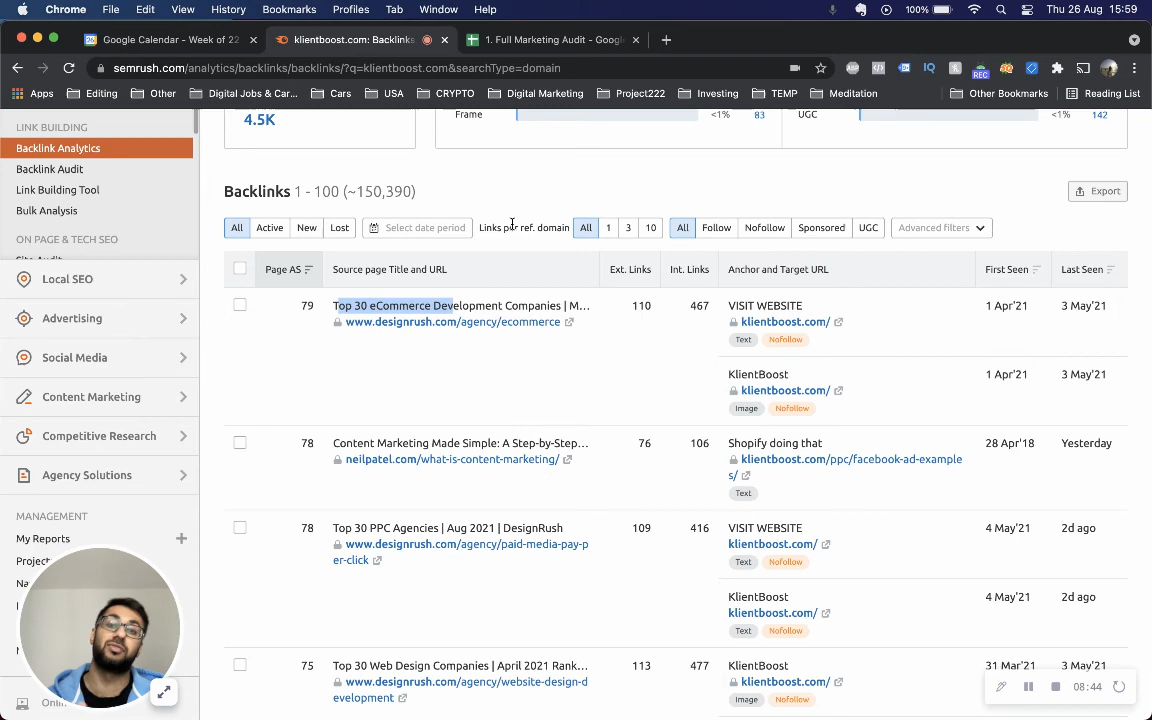 Chrome File Edit View History Bookmarks Profiles Tab Window Help 100% Thu 26 Aug 15:59
Google Calendar - Week of 22 klientboost.com: Backlinks 1. Full Marketing Audit - Google
semrush.com/analytics/backlinks/backlinks/?q=klientboost.com&searchType=domain IQ REC
Apps Editing Other Digital Jobs & Car... Cars USA CRYPTO Digital Marketing Project222 Investing TEMP Meditation Other Bookmarks Reading List
4.5K
Frame <1% 83 UGC <1% 142
LINK BUILDING
Backlink Analytics
Backlink Audit
Link Building Tool
Bulk Analysis
ON PAGE & TECH SEO
Site Audit
Local SEO
Advertising
Social Media
Content Marketing
Competitive Research
Agency Solutions
MANAGEMENT
My Reports
Projec
Na
Onlin
Backlinks 1 - 100 (~150,390)
Export
All Active New Lost Select date period Links per ref. domain All 1 3 10 All Follow Nofollow Sponsored UGC Advanced filters
Page AS Source page Title and URL Ext. Links Int. Links Anchor and Target URL First Seen Last Seen
79 Top 30 eCommerce Development Companies | M... 110 467 VISIT WEBSITE 1 Apr'21 3 May'21
www.designrush.com/agency/ecommerce klientboost.com/
Text Nofollow
KlientBoost 1 Apr'21 3 May'21
klientboost.com/
Image Nofollow
78 Content Marketing Made Simple: A Step-by-Step... 76 106 Shopify doing that 28 Apr'18 Yesterday
neilpatel.com/what-is-content-marketing/ klientboost.com/ppc/facebook-ad-example
s/
Text
78 Top 30 PPC Agencies | Aug 2021 | DesignRush 109 416 VISIT WEBSITE 4 May'21 2d ago
www.designrush.com/agency/paid-media-pay-p klientboost.com/
er-click
Text Nofollow
KlientBoost 4 May'21 2d ago
klientboost.com/
Text Nofollow
75 Top 30 Web Design Companies | April 2021 Rank... 113 477 KlientBoost 31 Mar'21 3 May'21
www.designrush.com/agency/website-design-d klientboost.com/
evelopment
Image Nofollow
08:44